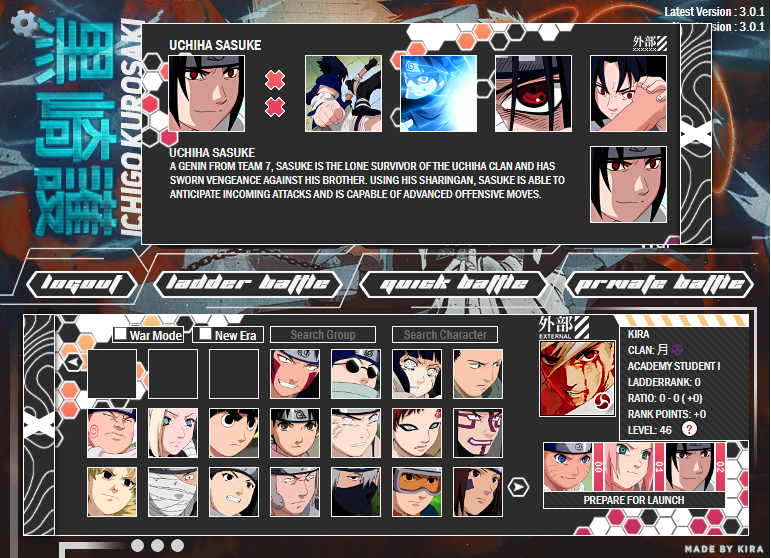 Latest Version : 3.0.1
sion : 3.0.1
黒崎一護
ICHIGO KUROSAKI
UCHIHA SASUKE
外部
UCHIHA SASUKE
A GENIN FROM TEAM 7, SASUKE IS THE LONE SURVIVOR OF THE UCHIHA CLAN AND HAS
SWORN VENGEANCE AGAINST HIS BROTHER. USING HIS SHARINGAN, SASUKE IS ABLE TO
ANTICIPATE INCOMING ATTACKS AND IS CAPABLE OF ADVANCED OFFENSIVE MOVES.
logout
ladder battle
quick battle
private battle
War Mode
New Era
Search Group
Search Character
外部
EXTERNAL
KIRA
CLAN: 月
ACADEMY STUDENT I
LADDERRANK: 0
RATIO: 0 - 0 ( +0)
RANK POINTS: +0
LEVEL: 46 ?
00
01
02
PREPARE FOR LAUNCH
MADE BY KIRA